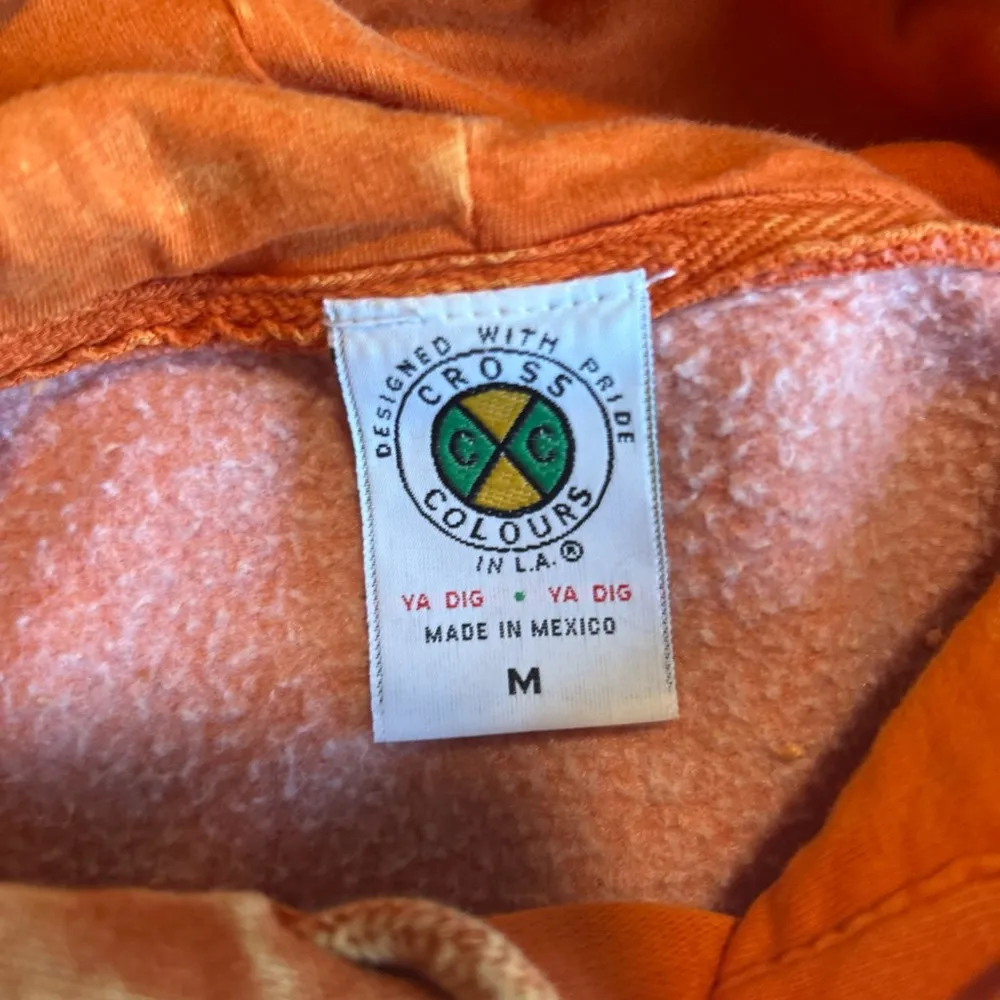 DESIGNED WITH PRIDE
CROSS
C C
COLOURS
IN L.A.®
YA DIG • YA DIG
MADE IN MEXICO
M